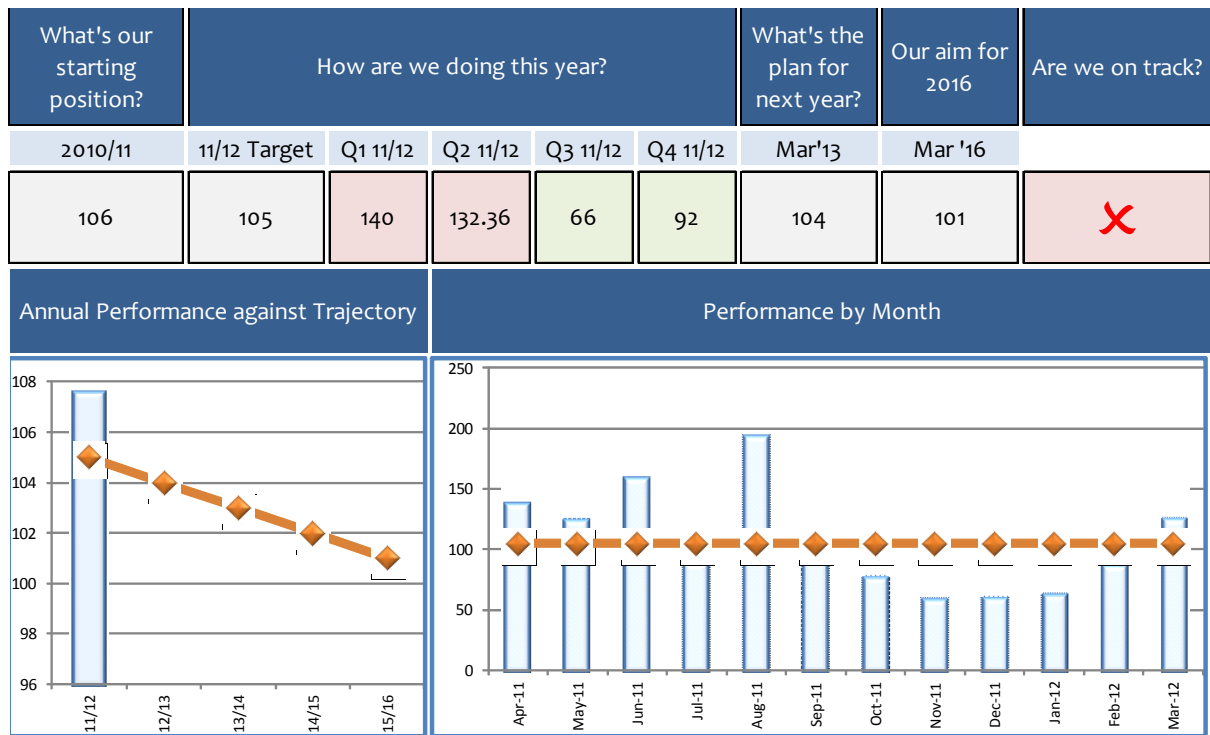 What's our
starting
position?
How are we doing this year?
What's the
plan for
next year?
Our aim for
2016
Are we on track?
2010/11
11/12 Target
Q1 11/12
Q2 11/12
Q3 11/12
Q4 11/12
Mar'13
Mar '16
106
105
140
132.36
66
92
104
101
Annual Performance against Trajectory
Performance by Month
108
106
104
102
100
98
96
11/12
12/13
13/14
14/15
15/16
250
200
150
100
50
0
Apr-11
May-11
Jun-11
Jul-11
Aug-11
Sep-11
Oct-11
Nov-11
Dec-11
Jan-12
Feb-12
Mar-12